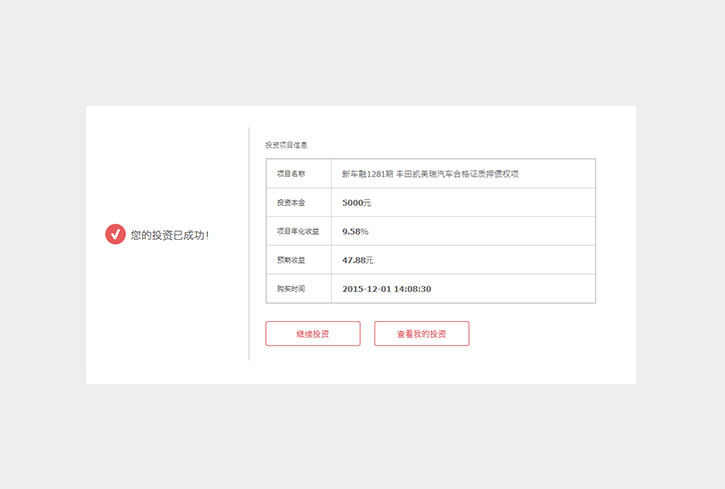 投资项目信息
项目名称 新车融1281期 丰田凯美瑞汽车合格证质押债权项
投资本金 5000元
您的投资已成功！
项目年化收益 9.58%
预期收益 47.88元
购买时间 2015-12-01 14:08:30
继续投资 查看我的投资